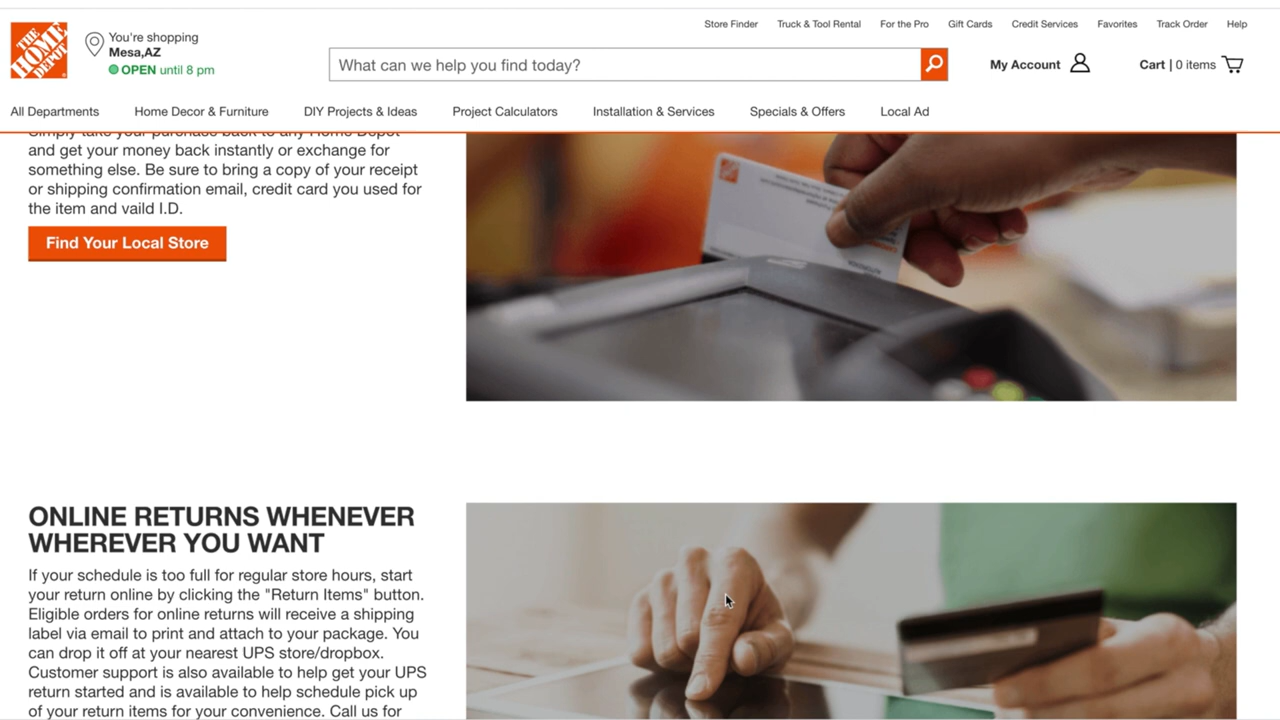 Store Finder Truck & Tool Rental For the Pro Gift Cards Credit Services Favorites Track Order Help
THE
HOME
DEPOT
You're shopping
Mesa,AZ
OPEN until 8 pm
What can we help you find today?
My Account
Cart | 0 items
All Departments Home Decor & Furniture DIY Projects & Ideas Project Calculators Installation & Services Specials & Offers Local Ad
Simply take your purchase back to any Home Depot
and get your money back instantly or exchange for
something else. Be sure to bring a copy of your receipt
or shipping confirmation email, credit card you used for
the item and vaild I.D.
Find Your Local Store
ONLINE RETURNS WHENEVER
WHEREVER YOU WANT
If your schedule is too full for regular store hours, start
your return online by clicking the "Return Items" button.
Eligible orders for online returns will receive a shipping
label via email to print and attach to your package. You
can drop it off at your nearest UPS store/dropbox.
Customer support is also available to help get your UPS
return started and is available to help schedule pick up
of your return items for your convenience. Call us for